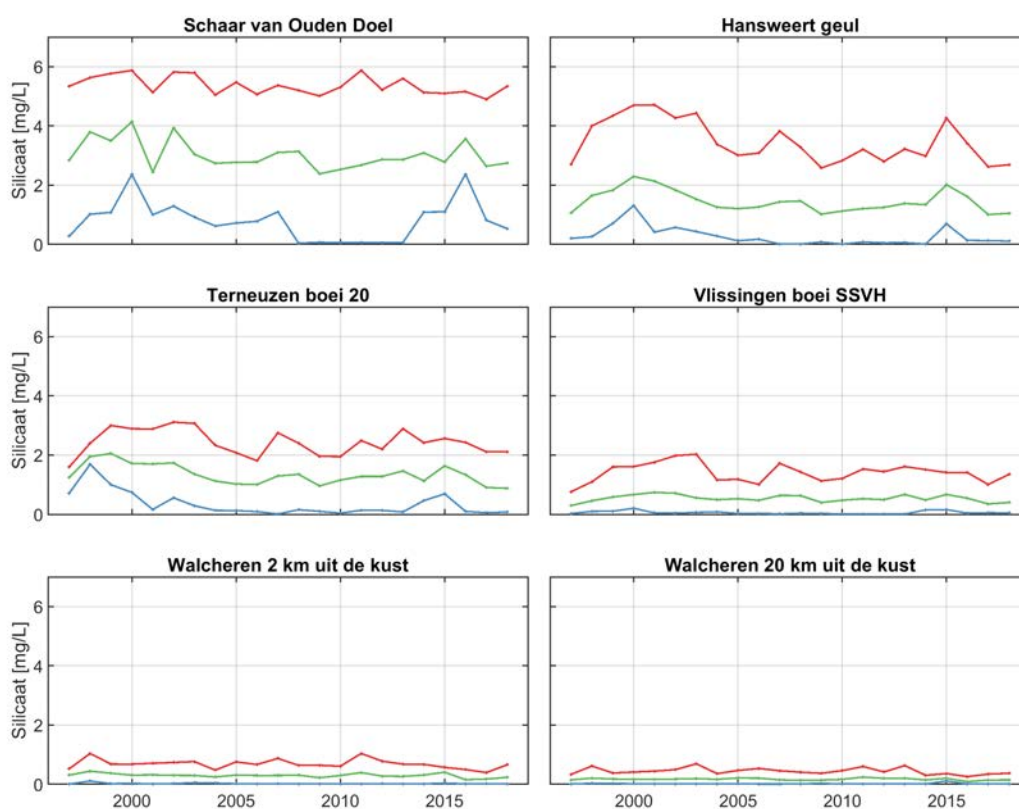 Schaar van Ouden Doel
Hansweert geul
Silicaat [mg/L]
6
4
2
0
Terneuzen boei 20
Vlissingen boei SSVH
Silicaat [mg/L]
6
4
2
0
Walcheren 2 km uit de kust
Walcheren 20 km uit de kust
Silicaat [mg/L]
6
4
2
0
2000 2005 2010 2015
2000 2005 2010 2015